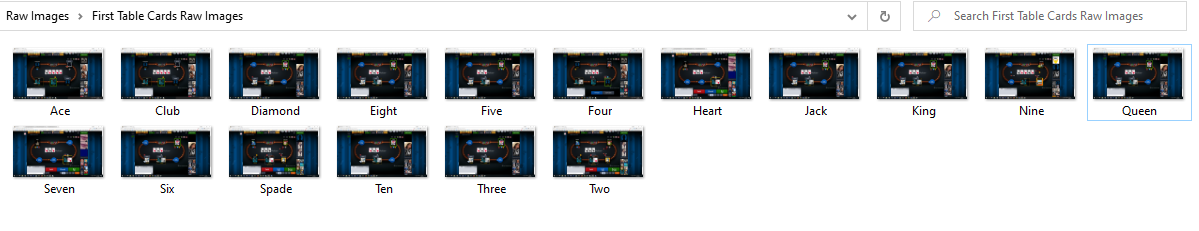 Raw Images > First Table Cards Raw Images
Search First Table Cards Raw Images
Ace Club Diamond Eight Five Four Heart Jack King Nine Queen
Seven Six Spade Ten Three Two